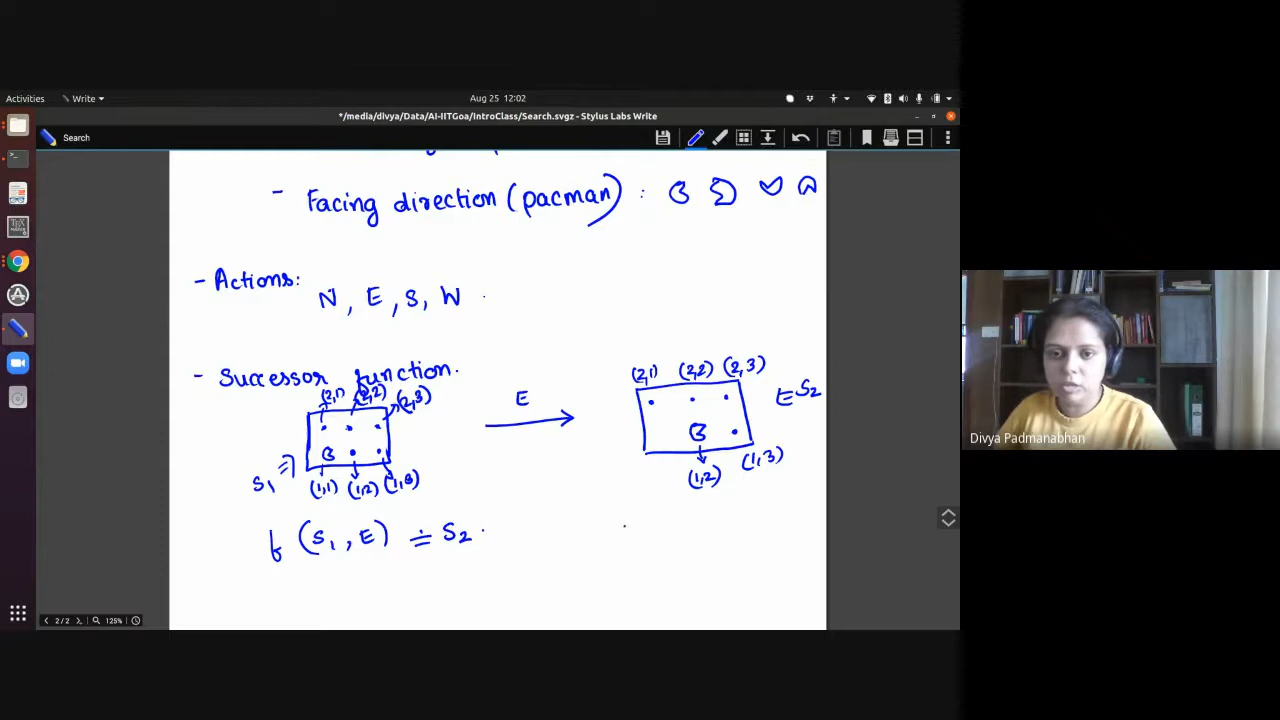 Activities Write Aug 25 12:02
*/media/divya/Data/AI-IITGoa/IntroClass/Search.svgz - Stylus Labs Write
Search
- Facing direction (pacman) :
- Actions:
N, E, S, W
- Successor function.
(2,1) (2,2) (2,3)
E
(2,1) (2,2) (2,3)
S2
S1 ⇒
(1,1) (1,2) (1,3)
(1,2) (1,3)
f (S1, E) = S2.
2/2 125%
Divya Padmanabhan